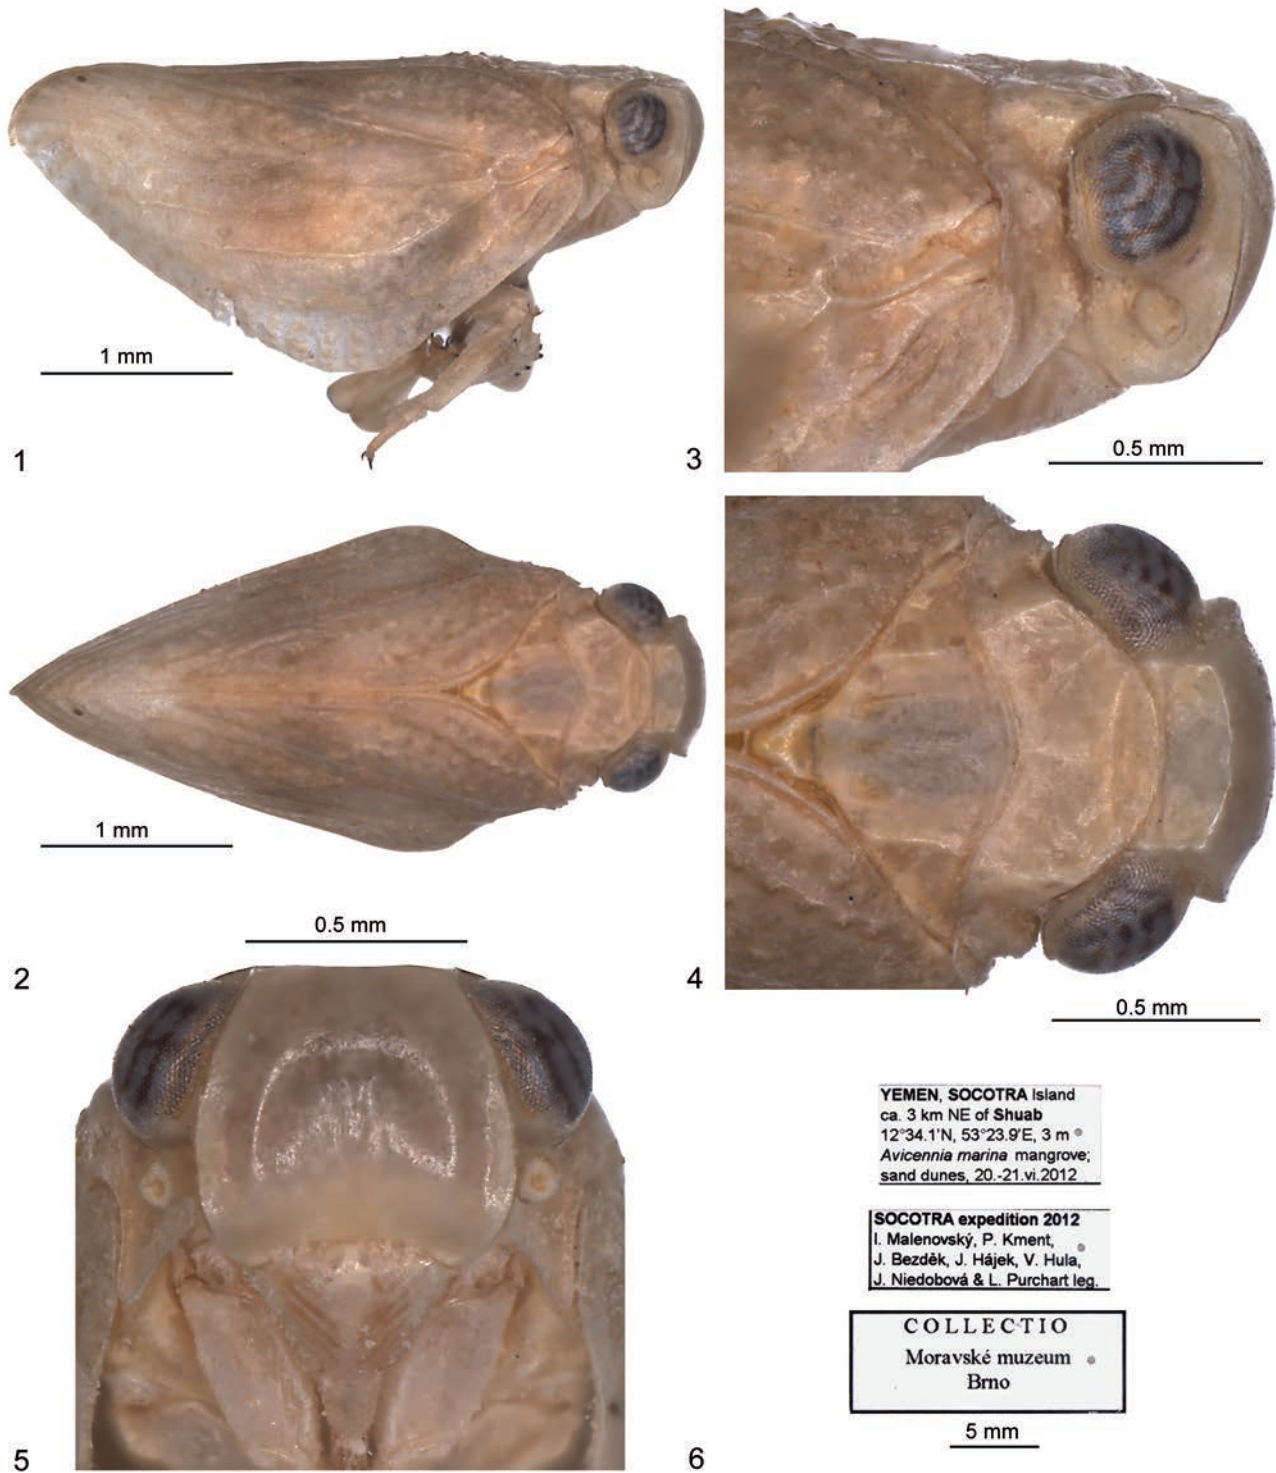 1 mm
1
0.5 mm
3
1 mm
2
0.5 mm
4
0.5 mm
5
YEMEN, SOCOTRA Island
ca. 3 km NE of Shuab
12°34.1'N, 53°23.9'E, 3 m
Avicennia marina mangrove;
sand dunes, 20.-21.vi.2012
SOCOTRA expedition 2012
I. Malenovský, P. Kment,
J. Bezděk, J. Hájek, V. Hula,
J. Niedobová & L. Purchart leg.
COLLECTIO
Moravské muzeum
Brno
5 mm
6